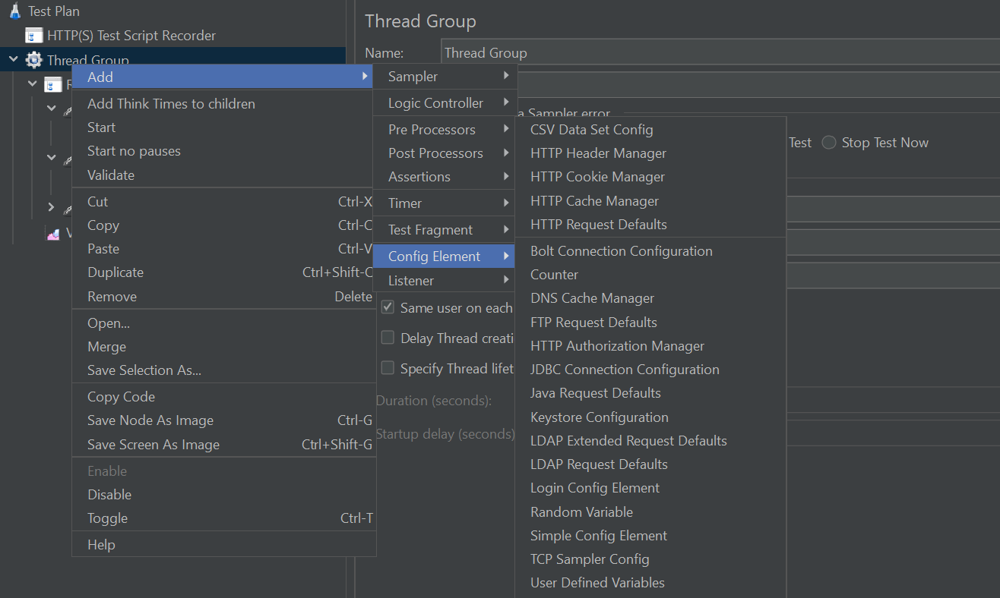 Test Plan
HTTP(S) Test Script Recorder
Thread Group
Thread Group
Name: Thread Group
a Sampler error
Test Stop Test Now
Same user on each
Delay Thread creati
Specify Thread lifet
Duration (seconds):
Startup delay (seconds)
Add
Add Think Times to children
Start
Start no pauses
Validate
Cut Ctrl-X
Copy Ctrl-C
Paste Ctrl-V
Duplicate Ctrl+Shift-C
Remove Delete
Open...
Merge
Save Selection As...
Copy Code
Save Node As Image Ctrl-G
Save Screen As Image Ctrl+Shift-G
Enable
Disable
Toggle Ctrl-T
Help
Sampler
Logic Controller
Pre Processors
Post Processors
Assertions
Timer
Test Fragment
Config Element
Listener
CSV Data Set Config
HTTP Header Manager
HTTP Cookie Manager
HTTP Cache Manager
HTTP Request Defaults
Bolt Connection Configuration
Counter
DNS Cache Manager
FTP Request Defaults
HTTP Authorization Manager
JDBC Connection Configuration
Java Request Defaults
Keystore Configuration
LDAP Extended Request Defaults
LDAP Request Defaults
Login Config Element
Random Variable
Simple Config Element
TCP Sampler Config
User Defined Variables